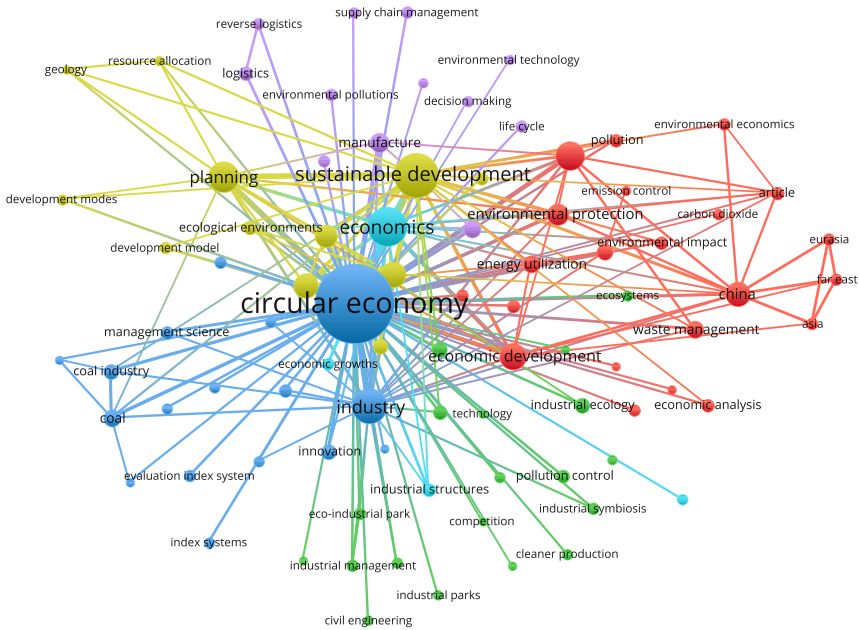 supply chain management
reverse logistics
resource allocation
environmental technology
geology
logistics
environmental pollutions
decision making
life cycle
environmental economics
manufacture
pollution
sustainable development
planning
emission control
article
development modes
environmental protection
carbon dioxide
ecological environments
economics
eurasia
development model
environmental impact
energy utilization
far east
circular economy
china
ecosystems
asia
management science
waste management
economic development
economic growths
coal industry
industry
industrial ecology
economic analysis
coal
technology
innovation
evaluation index system
pollution control
industrial structures
industrial symbiosis
eco-industrial park
competition
index systems
cleaner production
industrial management
industrial parks
civil engineering